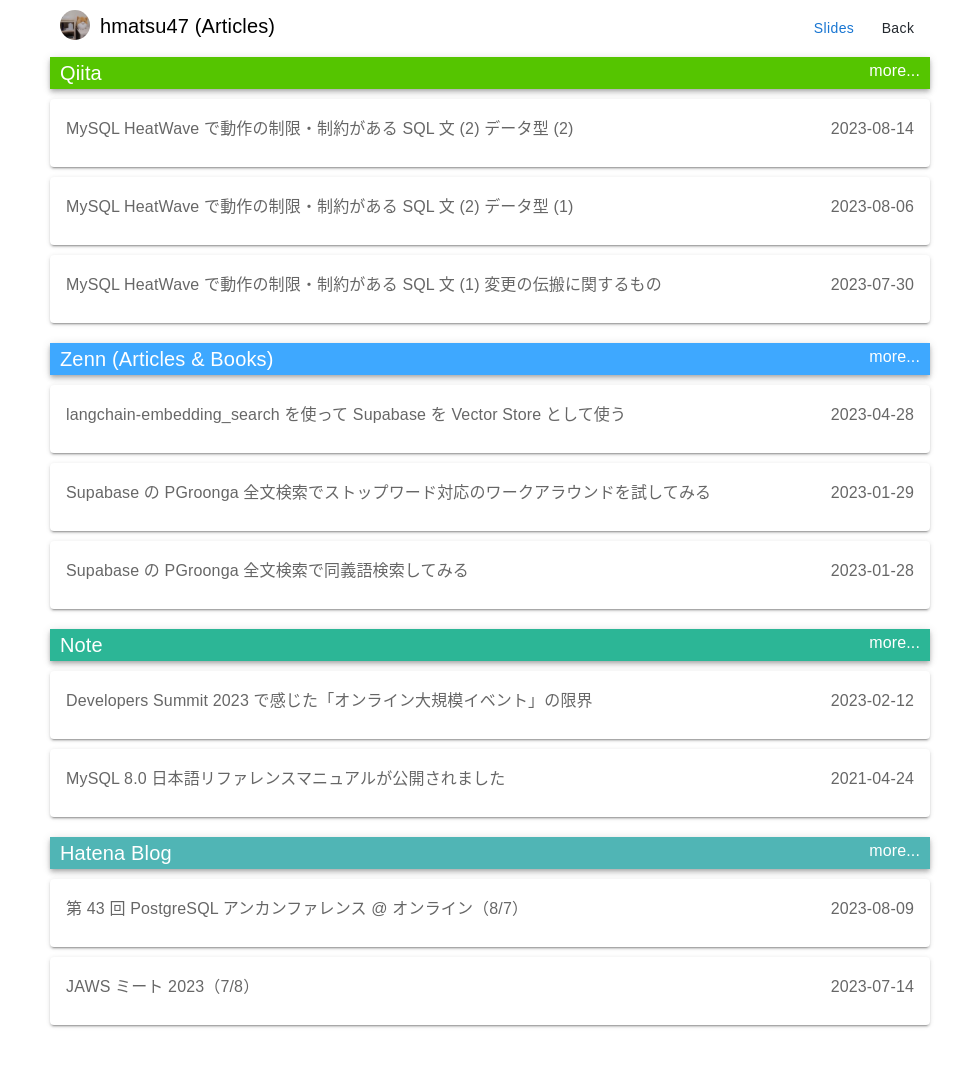 hmatsu47 (Articles)
Slides
Back
Qiita
more...
MySQL HeatWave で動作の制限・制約がある SQL 文 (2) データ型 (2)
2023-08-14
MySQL HeatWave で動作の制限・制約がある SQL 文 (2) データ型 (1)
2023-08-06
MySQL HeatWave で動作の制限・制約がある SQL 文 (1) 変更の伝搬に関するもの
2023-07-30
Zenn (Articles & Books)
more...
langchain-embedding_search を使って Supabase を Vector Store として使う
2023-04-28
Supabase の PGroonga 全文検索でストップワード対応のワークアラウンドを試してみる
2023-01-29
Supabase の PGroonga 全文検索で同義語検索してみる
2023-01-28
Note
more...
Developers Summit 2023 で感じた「オンライン大規模イベント」の限界
2023-02-12
MySQL 8.0 日本語リファレンスマニュアルが公開されました
2021-04-24
Hatena Blog
more...
第 43 回 PostgreSQL アンカンファレンス @ オンライン（8/7）
2023-08-09
JAWS ミート 2023（7/8）
2023-07-14